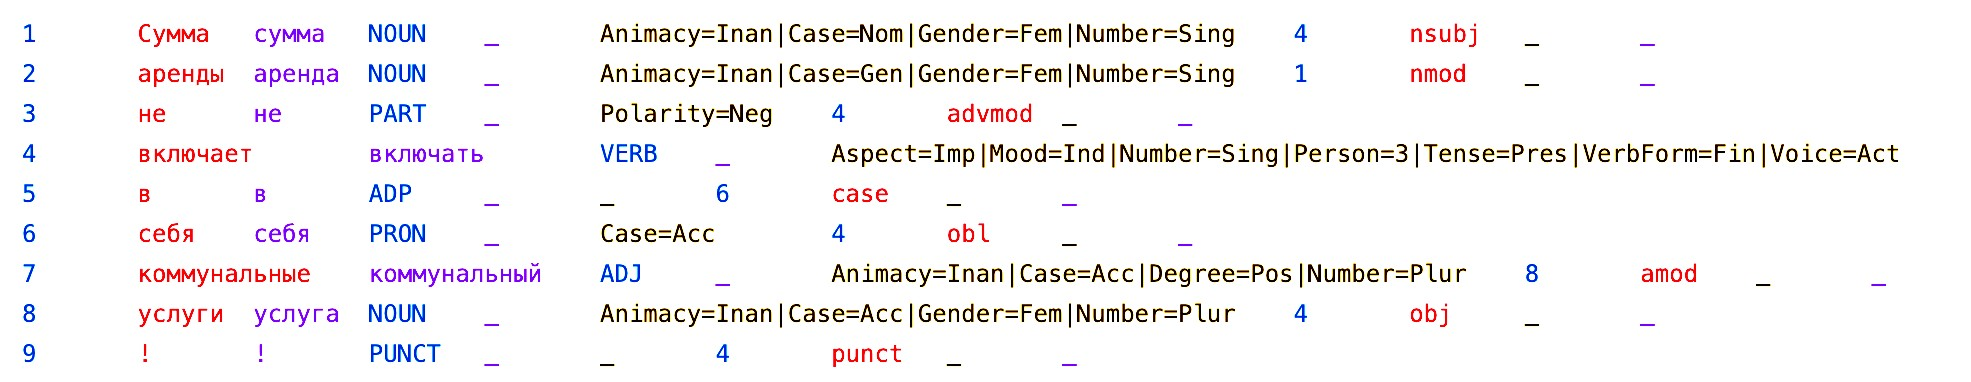 1 Сумма сумма NOUN _ Animacy=Inan|Case=Nom|Gender=Fem|Number=Sing 4 nsubj _ _
2 аренды аренда NOUN _ Animacy=Inan|Case=Gen|Gender=Fem|Number=Sing 1 nmod _ _
3 не не PART _ Polarity=Neg 4 advmod _ _
4 включает включать VERB _ Aspect=Imp|Mood=Ind|Number=Sing|Person=3|Tense=Pres|VerbForm=Fin|Voice=Act
5 в в ADP _ _ 6 case _ _
6 себя себя PRON _ Case=Acc 4 obl _ _
7 коммунальные коммунальный ADJ _ Animacy=Inan|Case=Acc|Degree=Pos|Number=Plur 8 amod _ _
8 услуги услуга NOUN _ Animacy=Inan|Case=Acc|Gender=Fem|Number=Plur 4 obj _ _
9 ! ! PUNCT _ _ 4 punct _ _